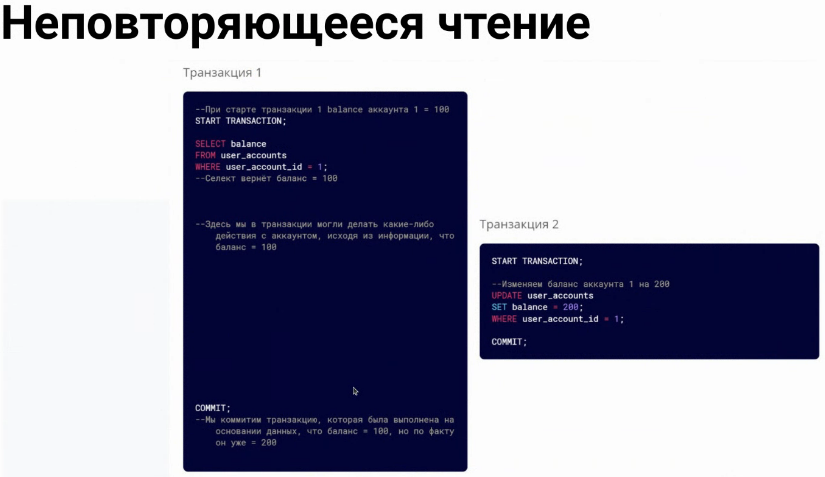 Неповторяющееся чтение
Транзакция 1
--При старте транзакции 1 balance аккаунта 1 = 100
START TRANSACTION;
SELECT balance
FROM user_accounts
WHERE user_account_id = 1;
--Селект вернёт баланс = 100
--Здесь мы в транзакции могли делать какие-либо
действия с аккаунтом, исходя из информации, что
баланс = 100
COMMIT;
--Мы коммитим транзакцию, которая была выполнена на
основании данных, что баланс = 100, но по факту
он уже = 200
Транзакция 2
START TRANSACTION;
--Изменяем баланс аккаунта 1 на 200
UPDATE user_accounts
SET balance = 200;
WHERE user_account_id = 1;
COMMIT;